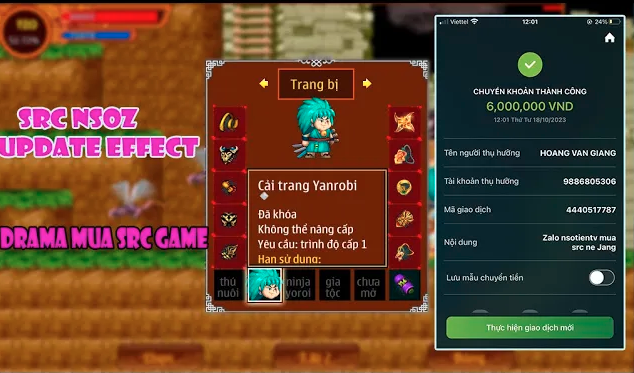 SRC NSOZ
UPDATE EFFECT
DRAMA MUA SRC GAME
Trang bị
Cải trang Yanrobi
Đã khóa
Không thể nâng cấp
Yêu cầu: trình độ cấp 1
Hạn sử dụng:
thú nuôi
ninja yoroi
gia tộc
chưa mở
Viettel
12:01
24%
CHUYỂN KHOẢN THÀNH CÔNG
6,000,000 VND
12:01 Thứ Tư 18/10/2023
Tên người thụ hưởng HOANG VAN GIANG
Tài khoản thụ hưởng 9886805306
Mã giao dịch 4440517787
Nội dung Zalo nsotientv mua
src ne Jang
Lưu mẫu chuyển tiền
Thực hiện giao dịch mới